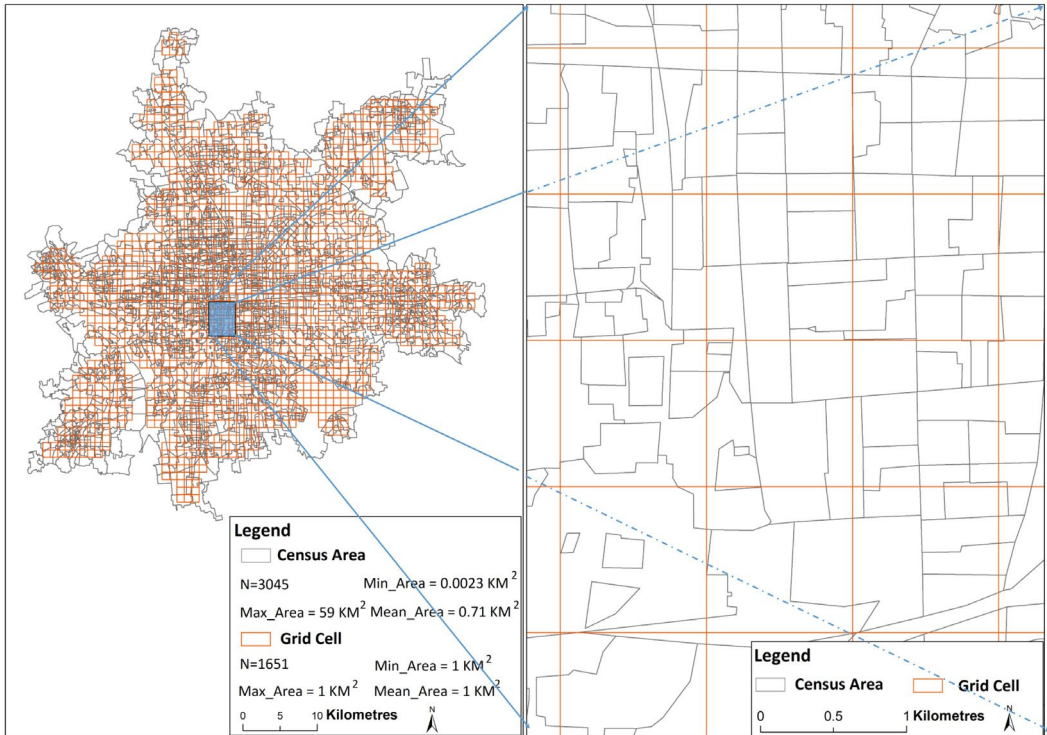 Legend
Census Area
N=3045 Min_Area = 0.0023 KM²
Max_Area = 59 KM² Mean_Area = 0.71 KM²
Grid Cell
N=1651 Min_Area = 1 KM²
Max_Area = 1 KM² Mean_Area = 1 KM²
0 5 10 Kilometres N
Legend
Census Area Grid Cell
0 1 Kilometres N